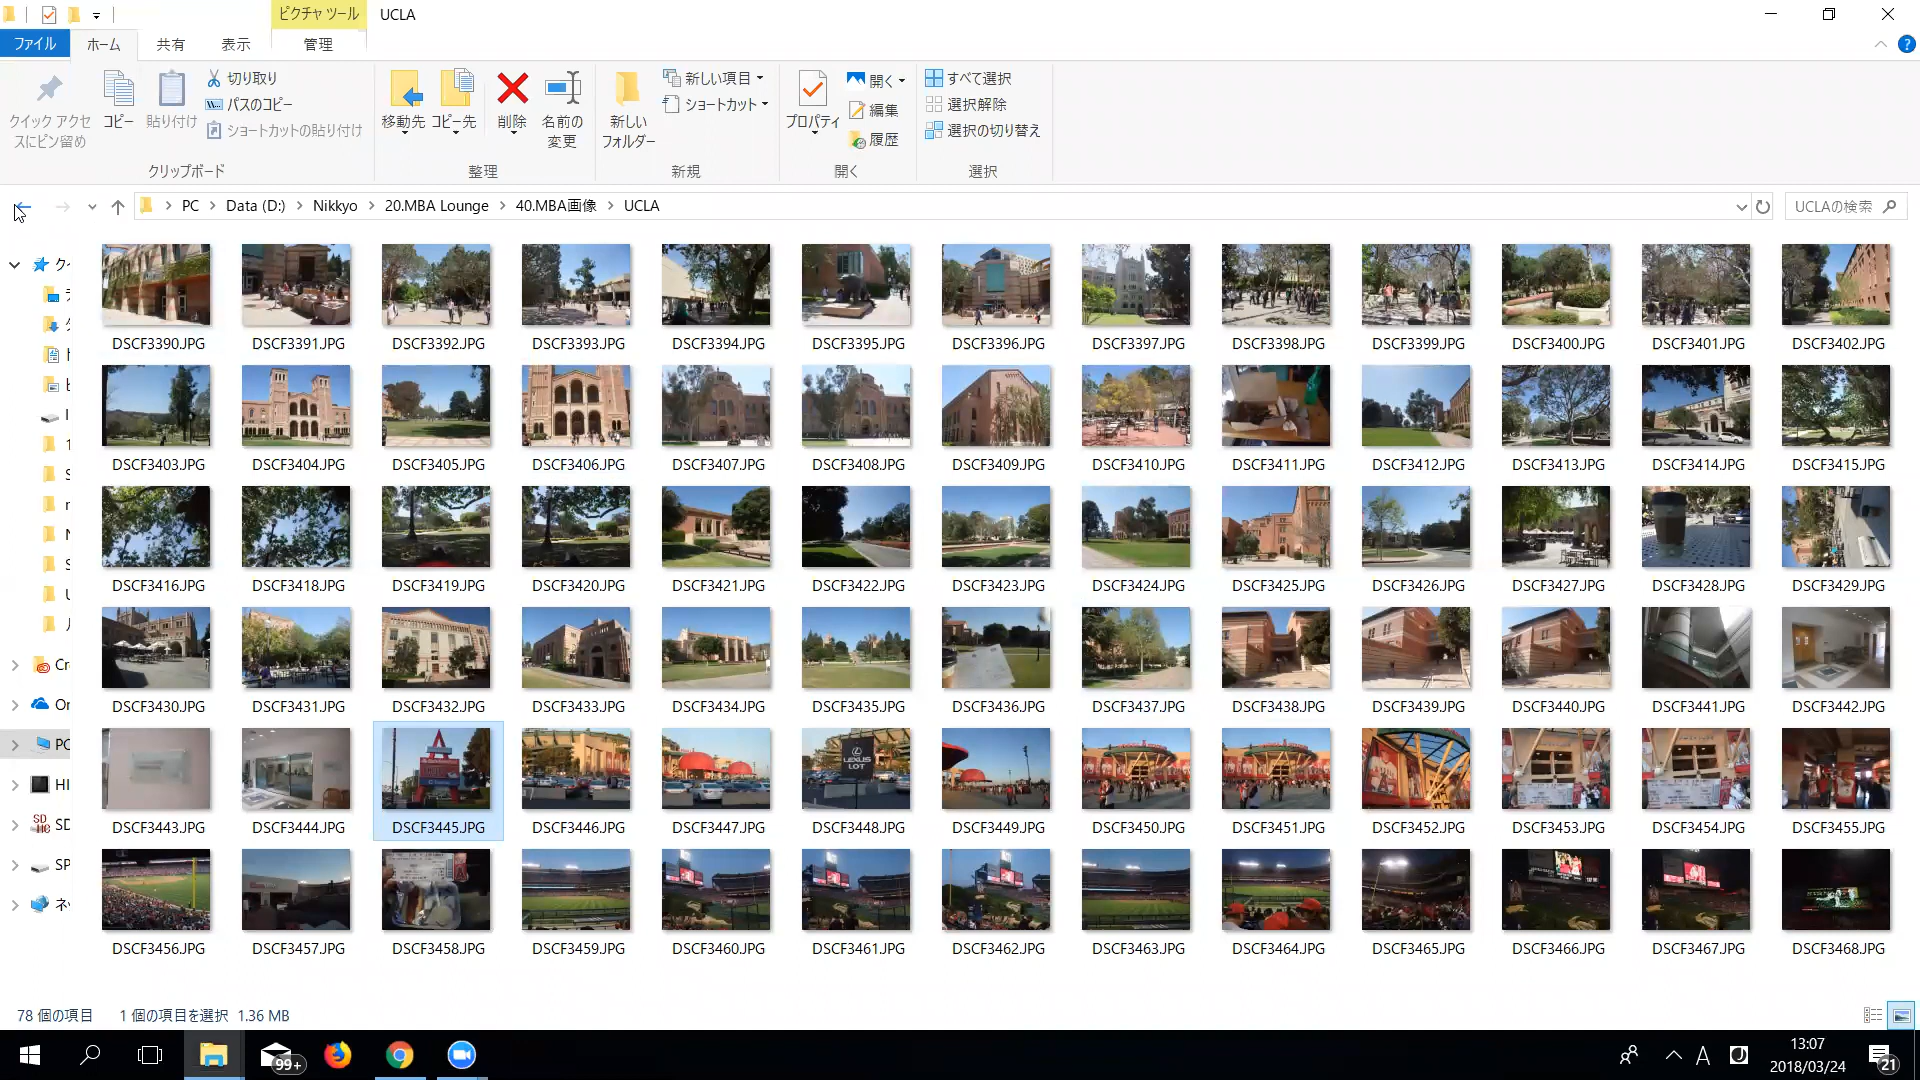 ピクチャ ツール
UCLA
ファイル
ホーム
共有
表示
管理
クイック アクセ
スにピン留め
コピー
貼り付け
切り取り
パスのコピー
ショートカットの貼り付け
クリップボード
移動先
コピー先
削除
名前の
変更
整理
新しい
フォルダー
新しい項目
ショートカット
新規
プロパティ
開く
編集
履歴
開く
すべて選択
選択解除
選択の切り替え
選択
PC > Data (D:) > Nikkyo > 20.MBA Lounge > 40.MBA画像 > UCLA
UCLAの検索
DSCF3390.JPG DSCF3391.JPG DSCF3392.JPG DSCF3393.JPG DSCF3394.JPG DSCF3395.JPG DSCF3396.JPG DSCF3397.JPG DSCF3398.JPG DSCF3399.JPG DSCF3400.JPG DSCF3401.JPG DSCF3402.JPG
DSCF3403.JPG DSCF3404.JPG DSCF3405.JPG DSCF3406.JPG DSCF3407.JPG DSCF3408.JPG DSCF3409.JPG DSCF3410.JPG DSCF3411.JPG DSCF3412.JPG DSCF3413.JPG DSCF3414.JPG DSCF3415.JPG
DSCF3416.JPG DSCF3418.JPG DSCF3419.JPG DSCF3420.JPG DSCF3421.JPG DSCF3422.JPG DSCF3423.JPG DSCF3424.JPG DSCF3425.JPG DSCF3426.JPG DSCF3427.JPG DSCF3428.JPG DSCF3429.JPG
DSCF3430.JPG DSCF3431.JPG DSCF3432.JPG DSCF3433.JPG DSCF3434.JPG DSCF3435.JPG DSCF3436.JPG DSCF3437.JPG DSCF3438.JPG DSCF3439.JPG DSCF3440.JPG DSCF3441.JPG DSCF3442.JPG
Cr
Or
PC
HI
SD
SP
ネッ
LEXUS
LOT
DSCF3443.JPG DSCF3444.JPG DSCF3445.JPG DSCF3446.JPG DSCF3447.JPG DSCF3448.JPG DSCF3449.JPG DSCF3450.JPG DSCF3451.JPG DSCF3452.JPG DSCF3453.JPG DSCF3454.JPG DSCF3455.JPG
DSCF3456.JPG DSCF3457.JPG DSCF3458.JPG DSCF3459.JPG DSCF3460.JPG DSCF3461.JPG DSCF3462.JPG DSCF3463.JPG DSCF3464.JPG DSCF3465.JPG DSCF3466.JPG DSCF3467.JPG DSCF3468.JPG
78 個の項目 1 個の項目を選択 1.36 MB
99+
A
13:07
2018/03/24
21